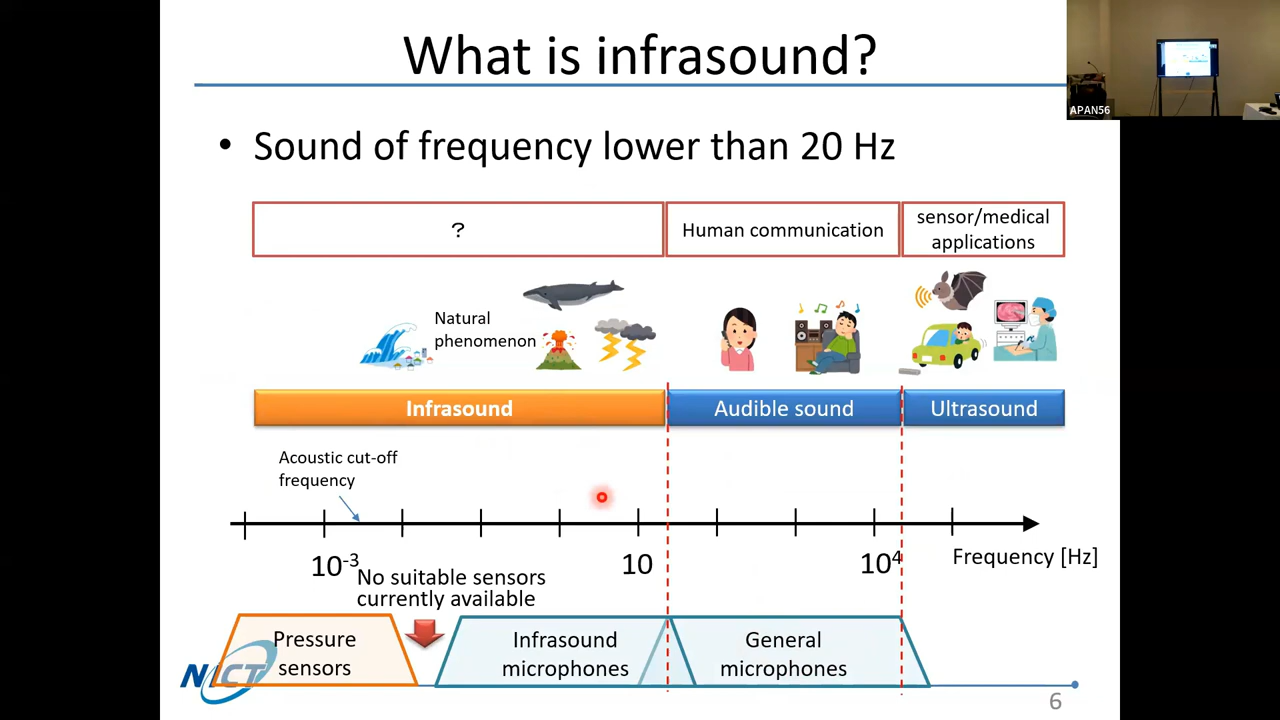 What is infrasound?
APAN56
• Sound of frequency lower than 20 Hz
?
Human communication
sensor/medical
applications
Natural
phenomenon
Infrasound
Audible sound
Ultrasound
Acoustic cut-off
frequency
10⁻³
10
10⁴
Frequency [Hz]
No suitable sensors
currently available
Pressure
sensors
Infrasound
microphones
General
microphones
NICT
6